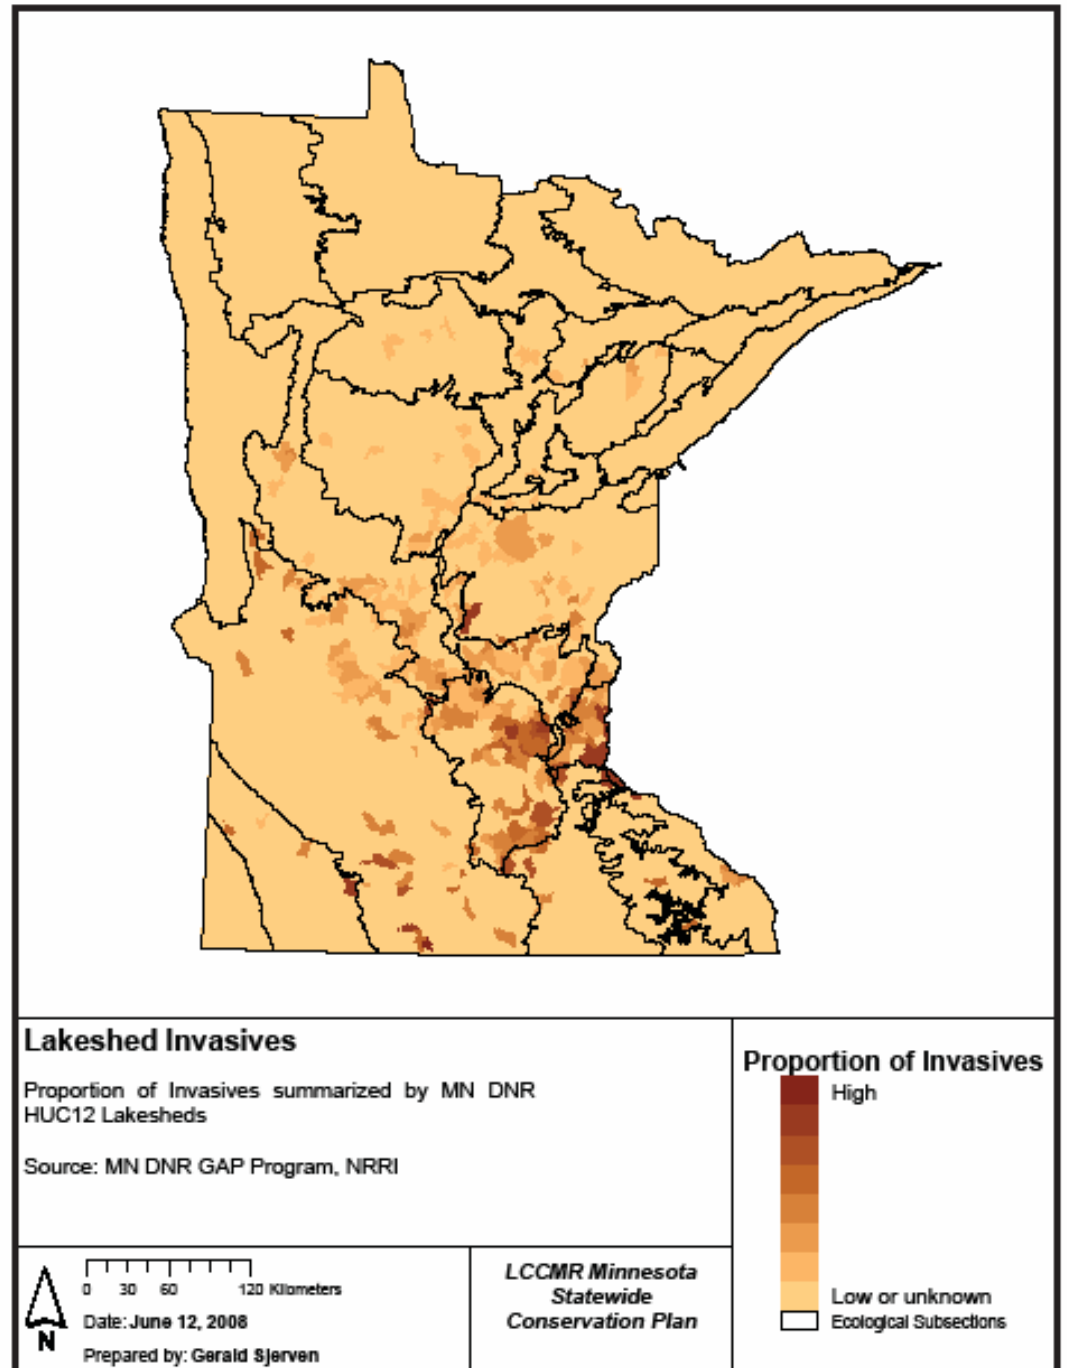 Lakeshed Invasives
Proportion of Invasives summarized by MN DNR
HUC12 Lakesheds
Source: MN DNR GAP Program, NRRI
Proportion of Invasives
High
Low or unknown
Ecological Subsections
N
0 30 60 120 Kilometers
Date: June 12, 2008
Prepared by: Gerald Sjerven
LCCMR Minnesota
Statewide
Conservation Plan